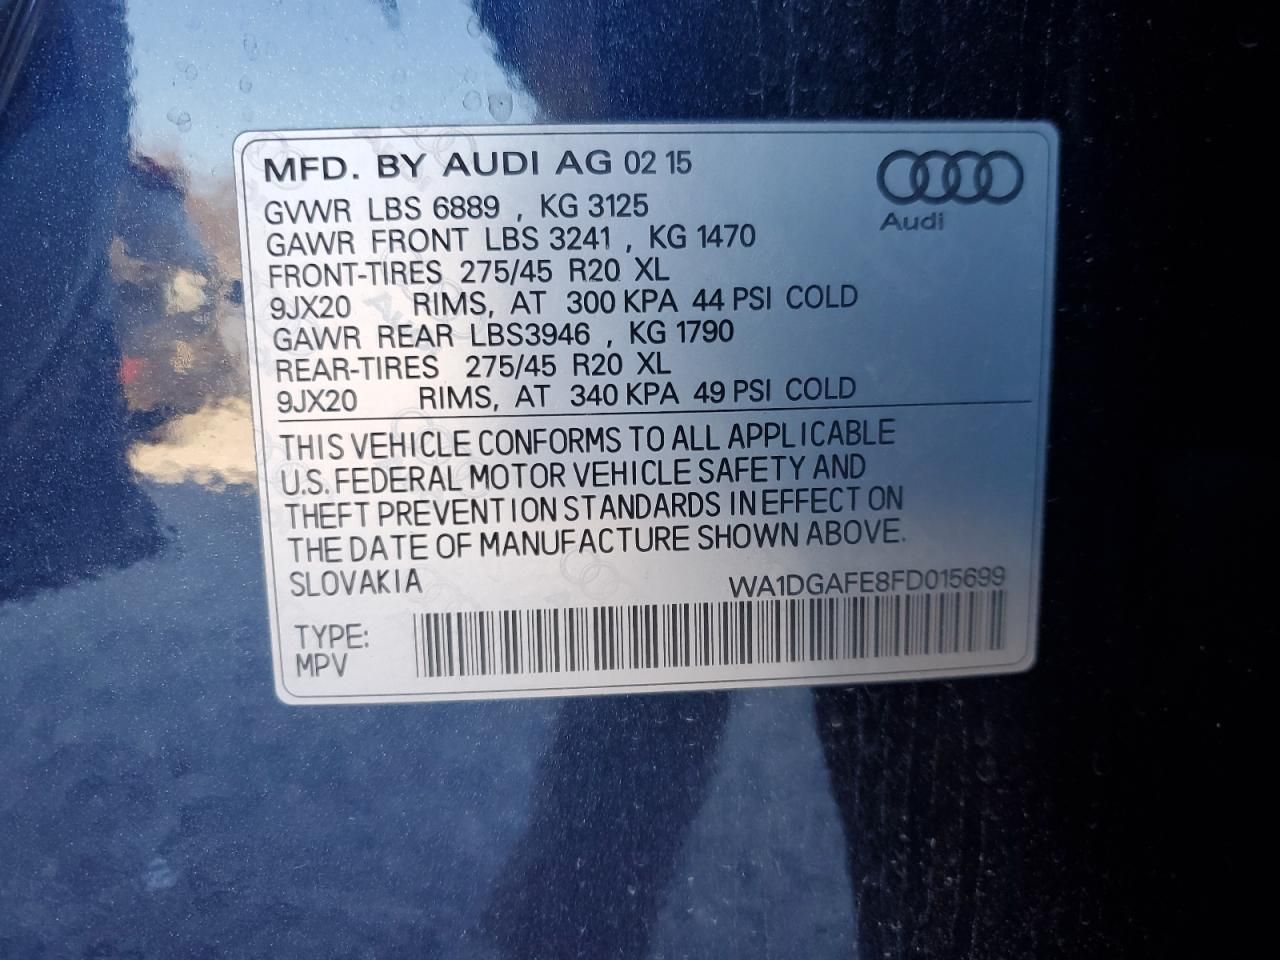 MFD. BY AUDI AG 02 15
Audi
GVWR LBS 6889 , KG 3125
GAWR FRONT LBS 3241 , KG 1470
FRONT-TIRES 275/45 R20 XL
9JX20 RIMS, AT 300 KPA 44 PSI COLD
GAWR REAR LBS3946 , KG 1790
REAR-TIRES 275/45 R20 XL
9JX20 RIMS, AT 340 KPA 49 PSI COLD
THIS VEHICLE CONFORMS TO ALL APPLICABLE
U.S. FEDERAL MOTOR VEHICLE SAFETY AND
THEFT PREVENTION STANDARDS IN EFFECT ON
THE DATE OF MANUFACTURE SHOWN ABOVE.
SLOVAKIA WA1DGAFE8FD015699
TYPE:
MPV